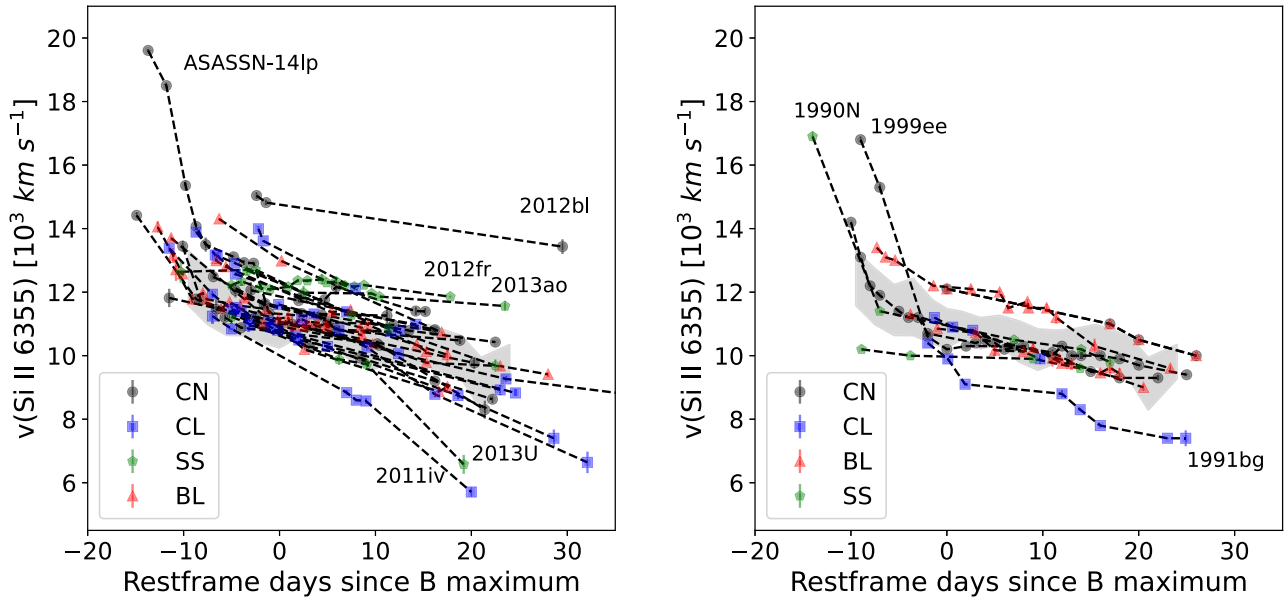 20
18
16
14
12
10
8
6
v(Si II 6355) [10³ km s⁻¹]
ASASSN-14lp
2012bl
2012fr
2013ao
2013U
2011iv
CN
CL
SS
BL
−20 −10 0 10 20 30
Restframe days since B maximum
20
18
16
14
12
10
8
6
v(Si II 6355) [10³ km s⁻¹]
1990N
1999ee
1991bg
CN
CL
BL
SS
−20 −10 0 10 20 30
Restframe days since B maximum